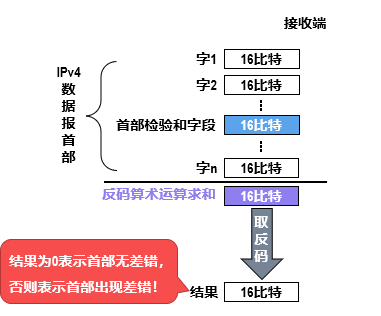 接收端
IPv4
数
据
报
首
部
字1 16比特
字2 16比特
首部检验和字段 16比特
字n 16比特
反码算术运算求和 16比特
取
反
码
结果为0表示首部无差错，
否则表示首部出现差错！
结果 16比特